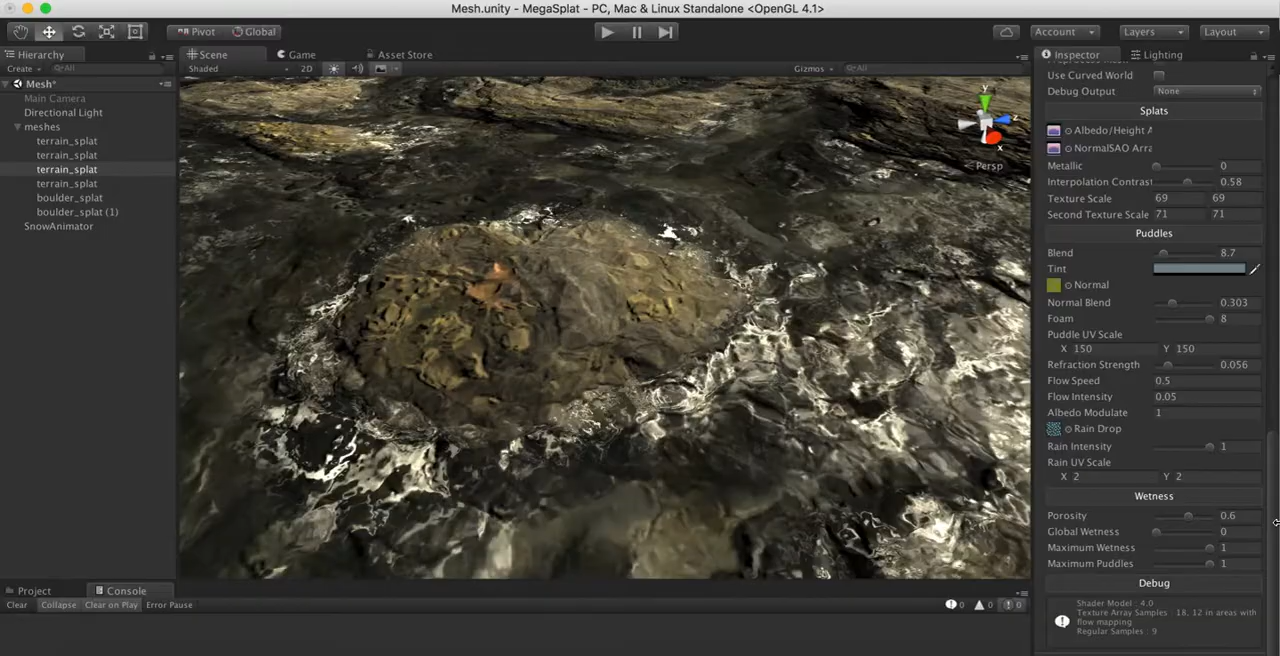 Mesh.unity - MegaSplat - PC, Mac & Linux Standalone <OpenGL 4.1>
Pivot Global Account Layers Layout
Hierarchy Scene Game Asset Store Inspector Lighting
Create All Shaded 2D Gizmos All
Mesh*
Main Camera
Directional Light
meshes
terrain_splat
terrain_splat
terrain_splat
terrain_splat
boulder_splat
boulder_splat (1)
SnowAnimator
y
z
x
Persp
Use Curved World
Debug Output None
Splats
Albedo/Height A
NormalSAO Arra
Metallic 0
Interpolation Contrast 0.58
Texture Scale 69 69
Second Texture Scale 71 71
Puddles
Blend 8.7
Tint
Normal
Normal Blend 0.303
Foam 8
Puddle UV Scale
X 150 Y 150
Refraction Strength 0.056
Flow Speed 0.5
Flow Intensity 0.05
Albedo Modulate 1
Rain Drop
Rain Intensity 1
Rain UV Scale
X 2 Y 2
Wetness
Porosity 0.6
Global Wetness 0
Maximum Wetness 1
Maximum Puddles 1
Debug
Shader Model : 4.0
Texture Array Samples : 18, 12 in areas with
flow mapping
Regular Samples : 9
Project Console
Clear Collapse Clear on Play Error Pause 0 0 0